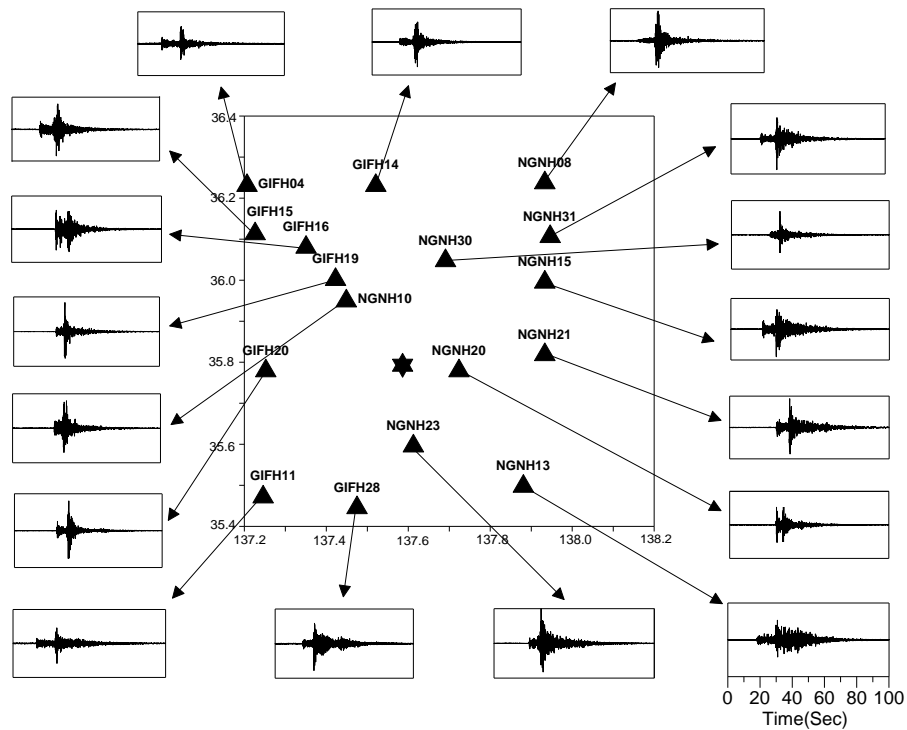 36.4
GIFH14
NGNH08
GIFH04
36.2
GIFH15
GIFH16
NGNH31
NGNH30
GIFH19
NGNH15
36.0
NGNH10
GIFH20
NGNH20
NGNH21
35.8
NGNH23
35.6
GIFH11
GIFH28
NGNH13
35.4
137.2 137.4 137.6 137.8 138.0 138.2
0 20 40 60 80 100
Time(Sec)